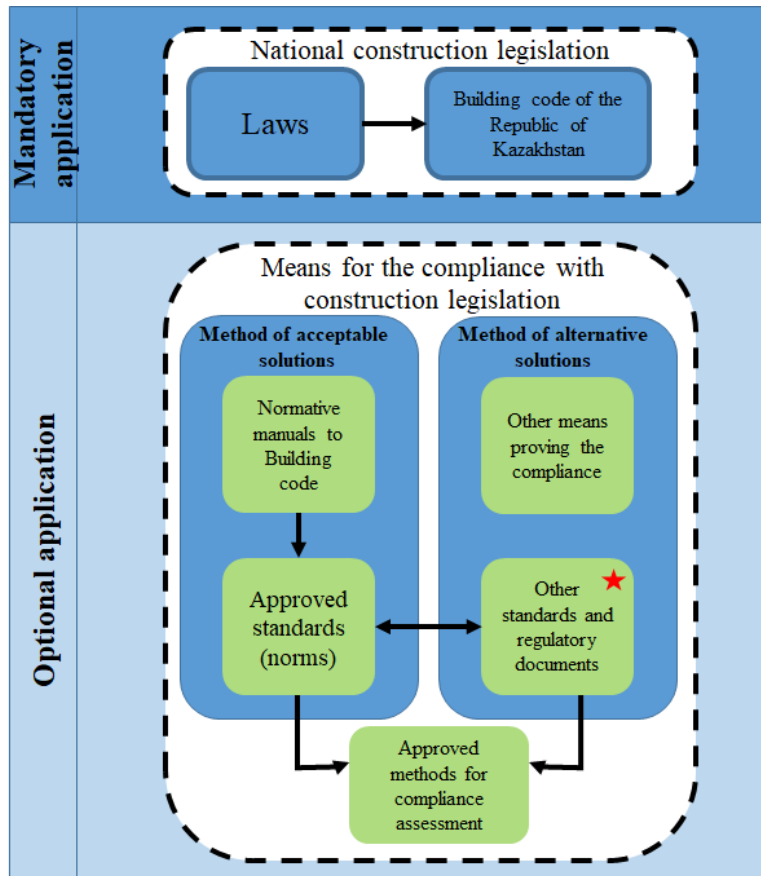 Mandatory
application
National construction legislation
Laws
Building code of the
Republic of
Kazakhstan
Optional application
Means for the compliance with
construction legislation
Method of acceptable
solutions
Normative
manuals to
Building
code
Approved
standards
(norms)
Method of alternative
solutions
Other means
proving the
compliance
Other
standards and
regulatory
documents
Approved
methods for
compliance
assessment